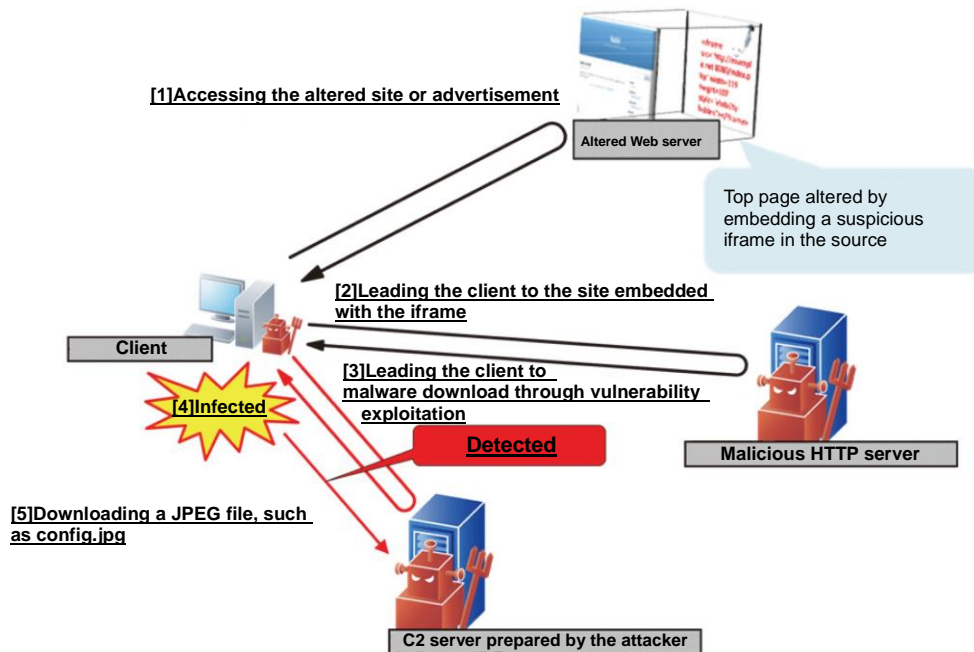 [1]Accessing the altered site or advertisement
Altered Web server
Top page altered by
embedding a suspicious
iframe in the source
[2]Leading the client to the site embedded
with the iframe
Client
[3]Leading the client to
malware download through vulnerability
exploitation
[4]Infected
Detected
Malicious HTTP server
[5]Downloading a JPEG file, such
as config.jpg
C2 server prepared by the attacker